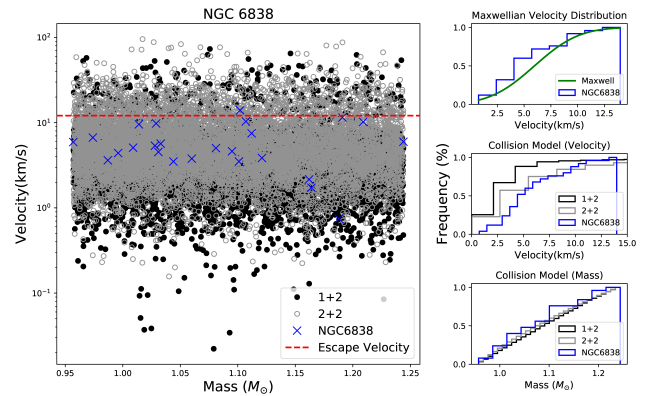 NGC 6838
Velocity(km/s)
10²
10¹
10⁰
10⁻¹
1+2
2+2
NGC6838
Escape Velocity
0.95
1.00
1.05
1.10
1.15
1.20
1.25
Mass (M⊙)
Frequency (%)
Maxwellian Velocity Distribution
1.0
0.5
0.0
Maxwell
NGC6838
2.5 5.0 7.5 10.0 12.5
Velocity(km/s)
Collision Model (Velocity)
1.0
0.5
0.0
1+2
2+2
NGC6838
0.0 2.5 5.0 7.5 10.0 12.5 15.0
Velocity(km/s)
Collision Model (Mass)
1.0
0.5
0.0
1+2
2+2
NGC6838
1.0 1.1 1.2
Mass (M⊙)